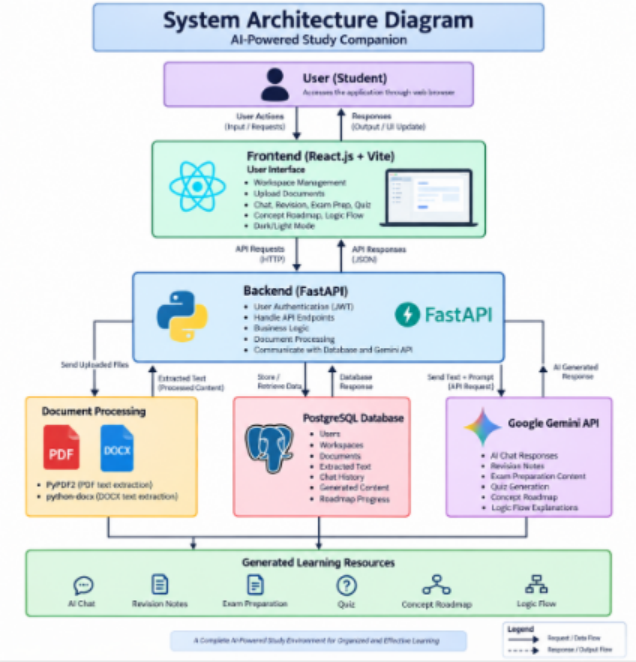 System Architecture Diagram
AI-Powered Study Companion
User (Student)
Accesses the application through web browser
User Actions
(Input / Requests)
Responses
(Output / UI Update)
Frontend (React.js + Vite)
User Interface
• Workspace Management
• Upload Documents
• Chat, Revision, Exam Prep, Quiz
• Concept Roadmap, Logic Flow
• Dark/Light Mode
API Requests
(HTTP)
API Responses
(JSON)
Backend (FastAPI)
• User Authentication (JWT)
• Handle API Endpoints
• Business Logic
• Document Processing
• Communicate with Database and Gemini API
FastAPI
Send Uploaded Files
Extracted Text
(Processed Content)
Store /
Retrieve Data
Database
Response
Send Text + Prompt
(API Request)
AI Generated
Response
Document Processing
PDF
DOCX
• PyPDF2 (PDF text extraction)
• python-docx (DOCX text extraction)
PostgreSQL Database
• Users
• Workspaces
• Documents
• Extracted Text
• Chat History
• Generated Content
• Roadmap Progress
Google Gemini API
• AI Chat Responses
• Revision Notes
• Exam Preparation Content
• Quiz Generation
• Concept Roadmap
• Logic Flow Explanations
Generated Learning Resources
AI Chat
Revision Notes
Exam Preparation
Quiz
Concept Roadmap
Logic Flow
A Complete AI-Powered Study Environment for Organized and Effective Learning
Legend
Request / Data Flow
Response / Output Flow